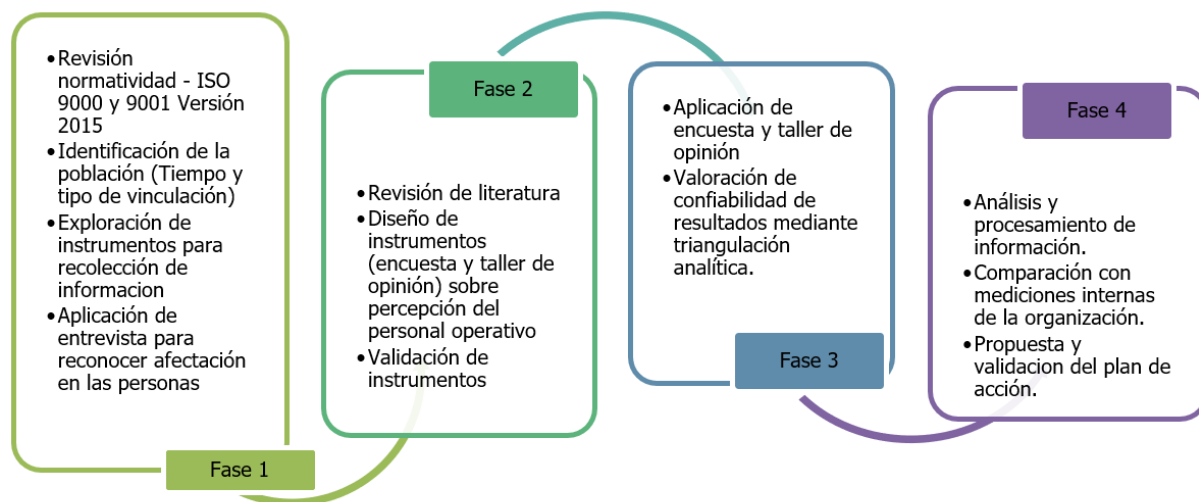 •Revisión
normatividad - ISO
9000 y 9001 Versión
2015
•Identificación de la
población (Tiempo y
tipo de vinculación)
•Exploración de
instrumentos para
recolección de
informacion
•Aplicación de
entrevista para
reconocer afectación
en las personas
Fase 1
Fase 2
•Revisión de literatura
•Diseño de
instrumentos
(encuesta y taller de
opinión) sobre
percepción del
personal operativo
•Validación de
instrumentos
•Aplicación de
encuesta y taller de
opinión
•Valoración de
confiabilidad de
resultados mediante
triangulación
analítica.
Fase 3
Fase 4
•Análisis y
procesamiento de
información.
•Comparación con
mediciones internas
de la organización.
•Propuesta y
validacion del plan de
acción.